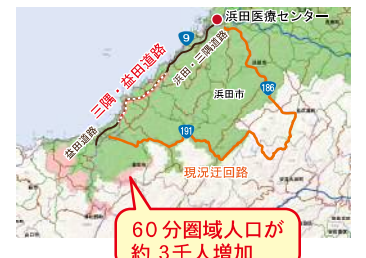 浜田医療センター
9
三隅・益田道路
浜田・三隅道路
浜田市
186
益田道路
191
現況迂回路
60分圏域人口が
約3千人増加